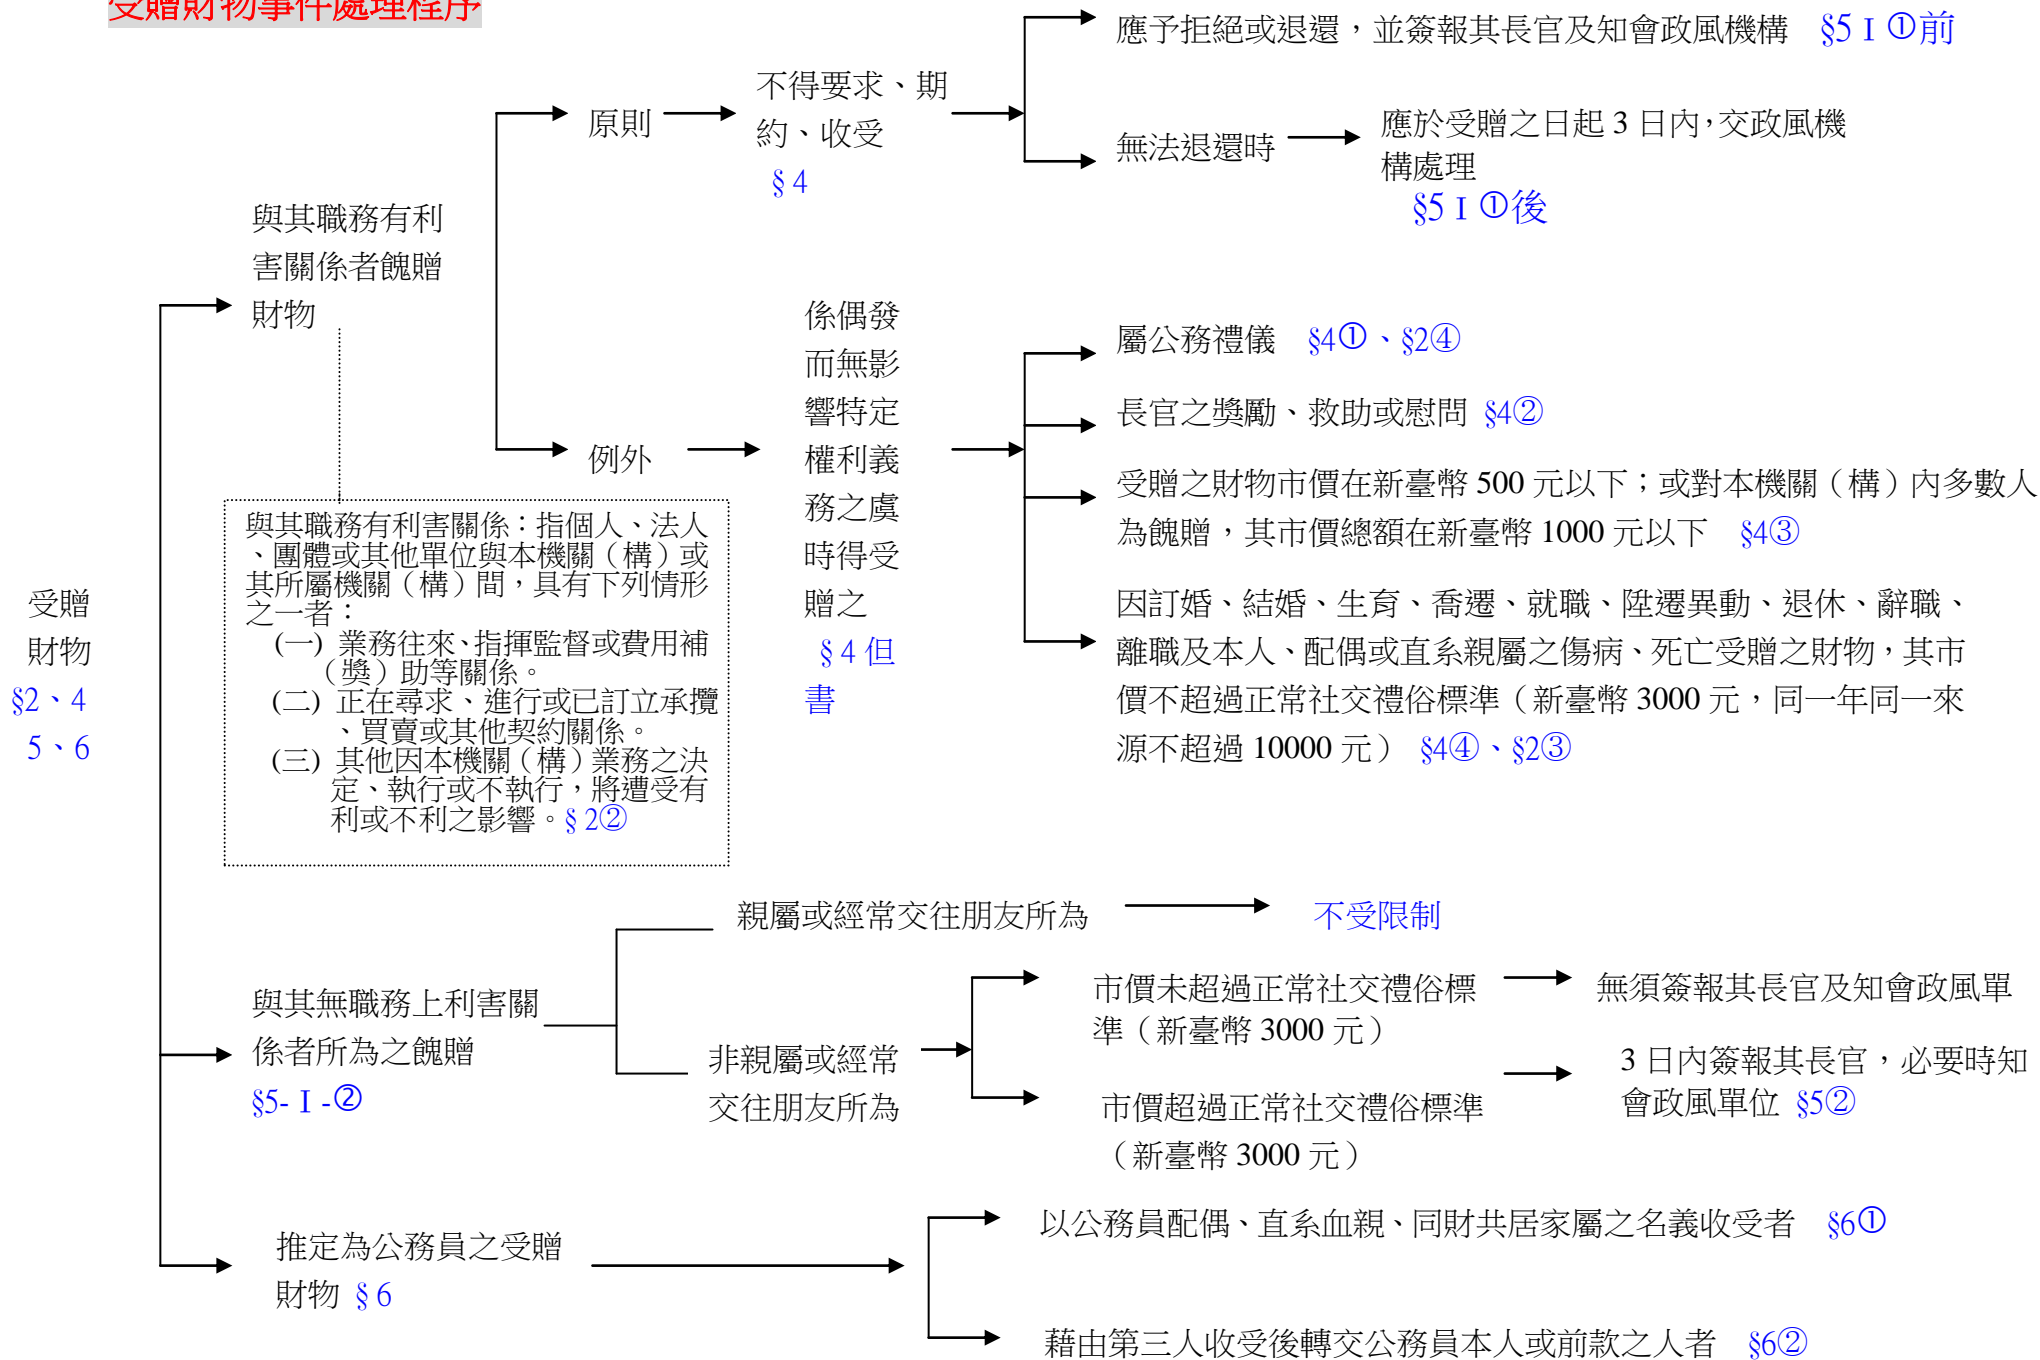 受贈財物事件處理程序
應予拒絕或退還，並簽報其長官及知會政風機構 §5 I ①前
不得要求、期
約、收受
§4
原則
無法退還時
應於受贈之日起 3 日內，交政風機
構處理
§5 I ①後
與其職務有利
害關係者餽贈
財物
係偶發
而無影
響特定
權利義
務之虞
時得受
贈之
§4 但
書
例外
屬公務禮儀 §4①、§2④
長官之獎勵、救助或慰問 §4②
受贈之財物市價在新臺幣 500 元以下；或對本機關（構）內多數人
為餽贈，其市價總額在新臺幣 1000 元以下 §4③
因訂婚、結婚、生育、喬遷、就職、陞遷異動、退休、辭職、
離職及本人、配偶或直系親屬之傷病、死亡受贈之財物，其市
價不超過正常社交禮俗標準（新臺幣 3000 元，同一年同一來
源不超過 10000 元） §4④、§2③
與其職務有利害關係：指個人、法人
、團體或其他單位與本機關（構）或
其所屬機關（構）間，具有下列情形
之一者：
(一) 業務往來、指揮監督或費用補
（獎）助等關係。
(二) 正在尋求、進行或已訂立承攬
、買賣或其他契約關係。
(三) 其他因本機關（構）業務之決
定、執行或不執行，將遭受有
利或不利之影響。§2②
受贈
財物
§2、4
5、6
親屬或經常交往朋友所為
不受限制
與其無職務上利害關
係者所為之餽贈
§5- I -②
非親屬或經常
交往朋友所為
市價未超過正常社交禮俗標
準（新臺幣 3000 元）
無須簽報其長官及知會政風單
市價超過正常社交禮俗標準
（新臺幣 3000 元）
3 日內簽報其長官，必要時知
會政風單位 §5②
推定為公務員之受贈
財物 §6
以公務員配偶、直系血親、同財共居家屬之名義收受者 §6①
藉由第三人收受後轉交公務員本人或前款之人者 §6②